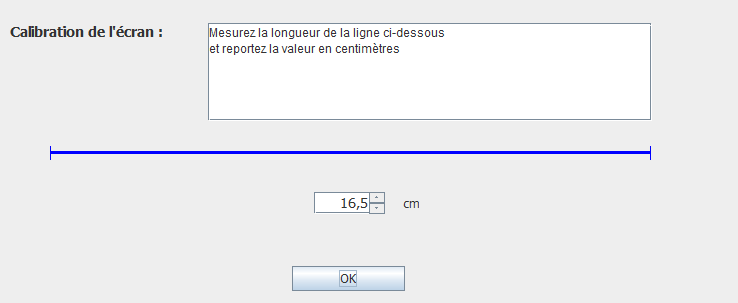 Calibration de l'écran :
Mesurez la longueur de la ligne ci-dessous
et reportez la valeur en centimètres
16,5 cm
OK